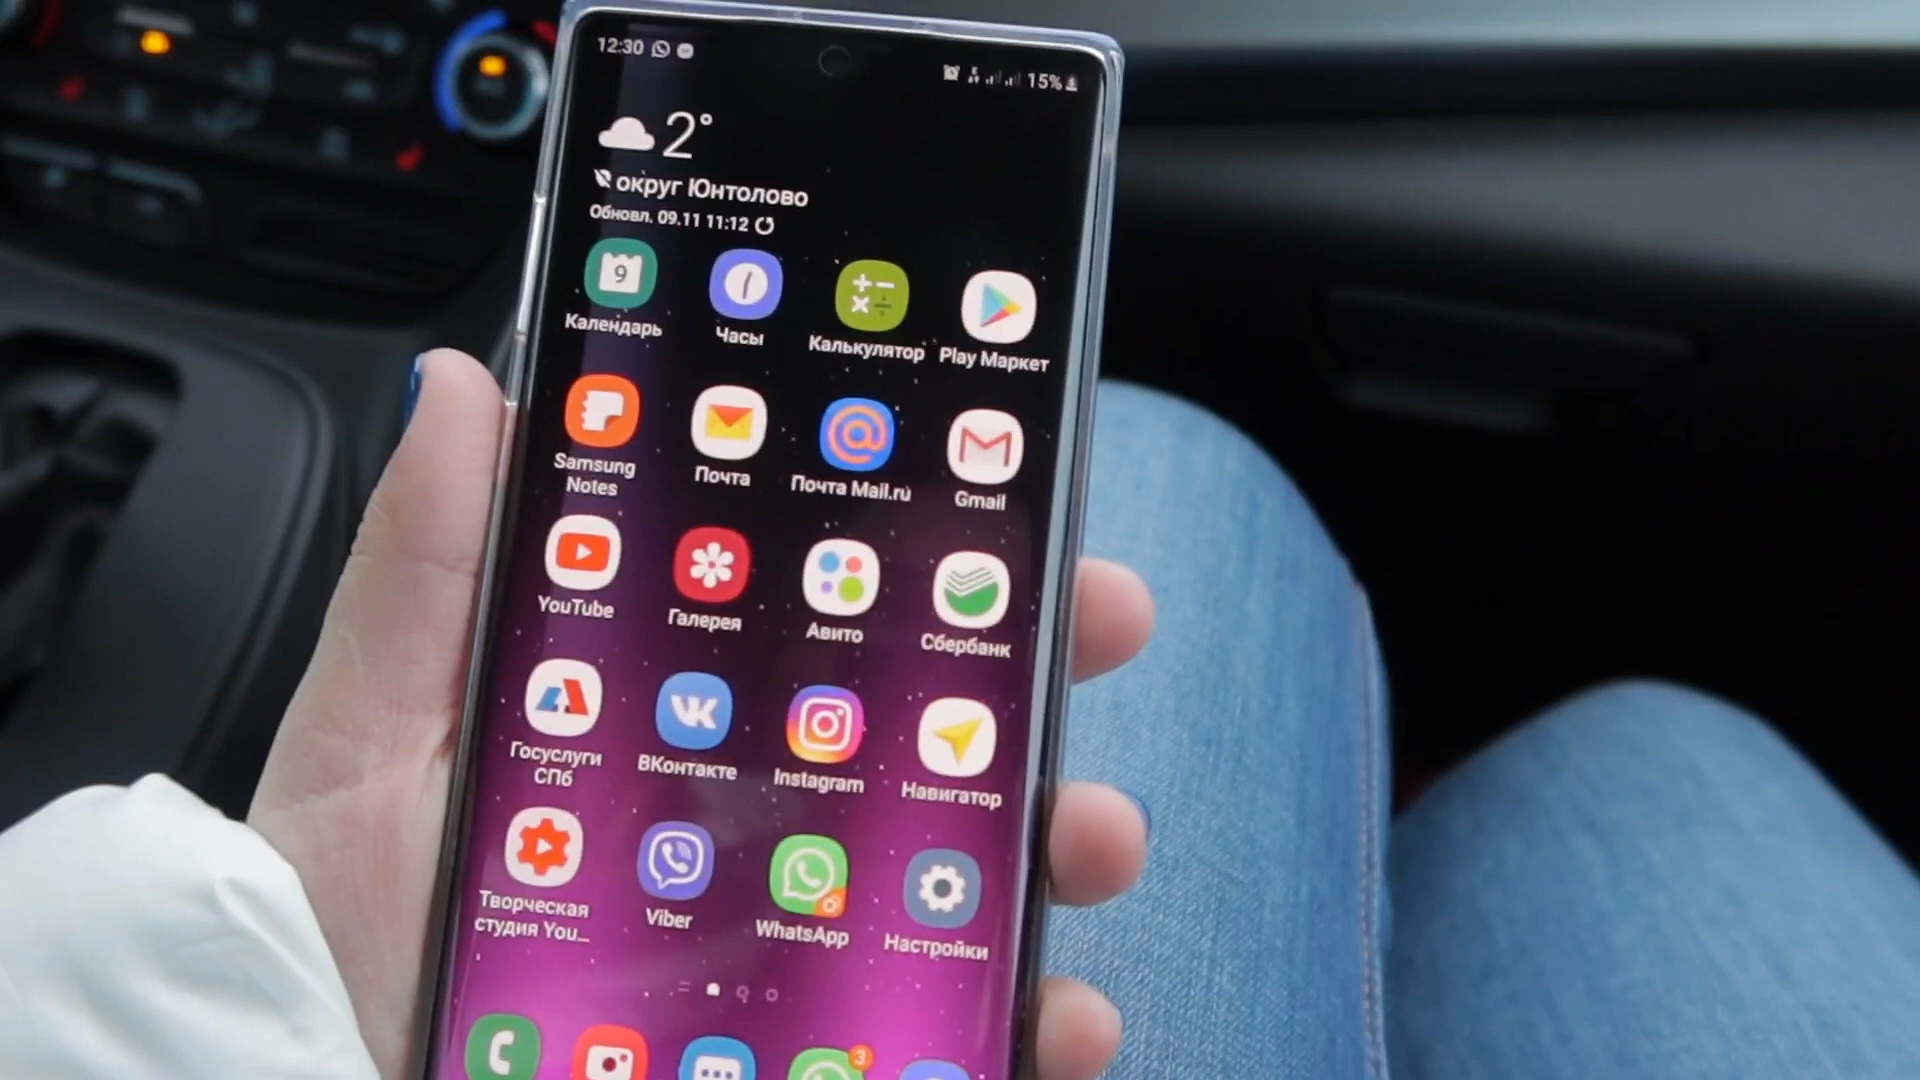 12:30
15%
2°
округ Юнтолово
Обновл. 09.11 11:12
9
Календарь
Часы
Калькулятор
Play Маркет
Samsung
Notes
Почта
Почта Mail.ru
Gmail
YouTube
Галерея
Авито
Сбербанк
Госуслуги
СПб
ВКонтакте
Instagram
Навигатор
Творческая
студия You...
Viber
WhatsApp
Настройки
3